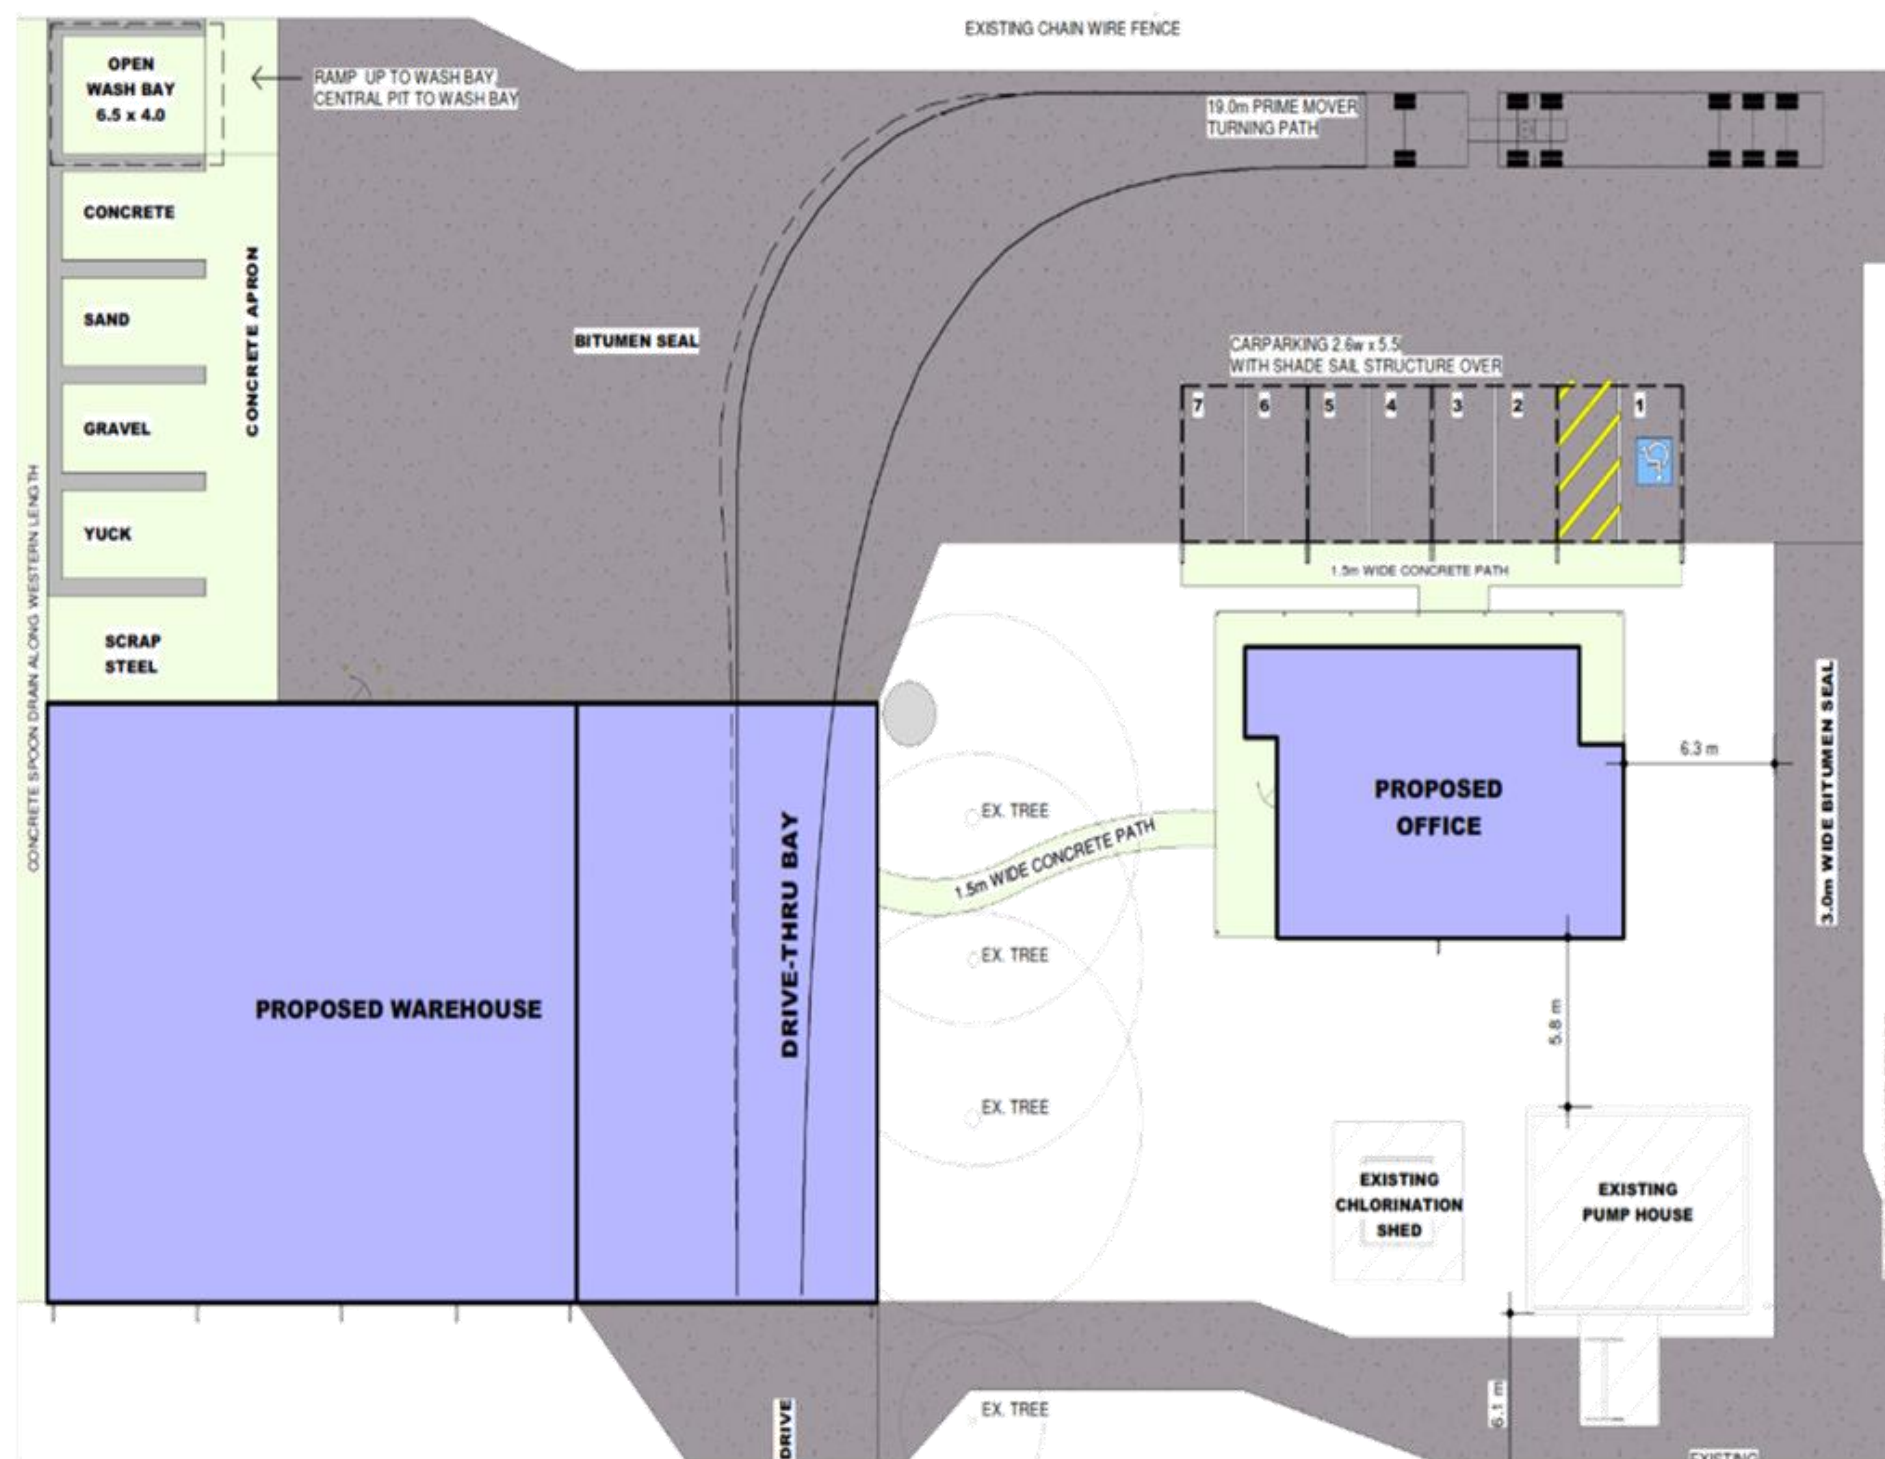 EXISTING CHAIN WIRE FENCE
OPEN
WASH BAY
6.5 x 4.0
RAMP UP TO WASH BAY,
CENTRAL PIT TO WASH BAY
19.0m PRIME MOVER
TURNING PATH
CONCRETE
SAND
GRAVEL
YUCK
SCRAP
STEEL
CONCRETE APRON
CONCRETE SPOON DRAIN ALONG WESTERN LENGTH
BITUMEN SEAL
CARPARKING 2.6w x 5.5l
WITH SHADE SAIL STRUCTURE OVER
7
6
5
4
3
2
1
1.5m WIDE CONCRETE PATH
3.0m WIDE BITUMEN SEAL
6.3 m
PROPOSED
OFFICE
EX. TREE
1.5m WIDE CONCRETE PATH
DRIVE-THRU BAY
EX. TREE
PROPOSED WAREHOUSE
5.8 m
EX. TREE
EXISTING
CHLORINATION
SHED
EXISTING
PUMP HOUSE
6.1 m
EX. TREE
DRIVE
EXISTING